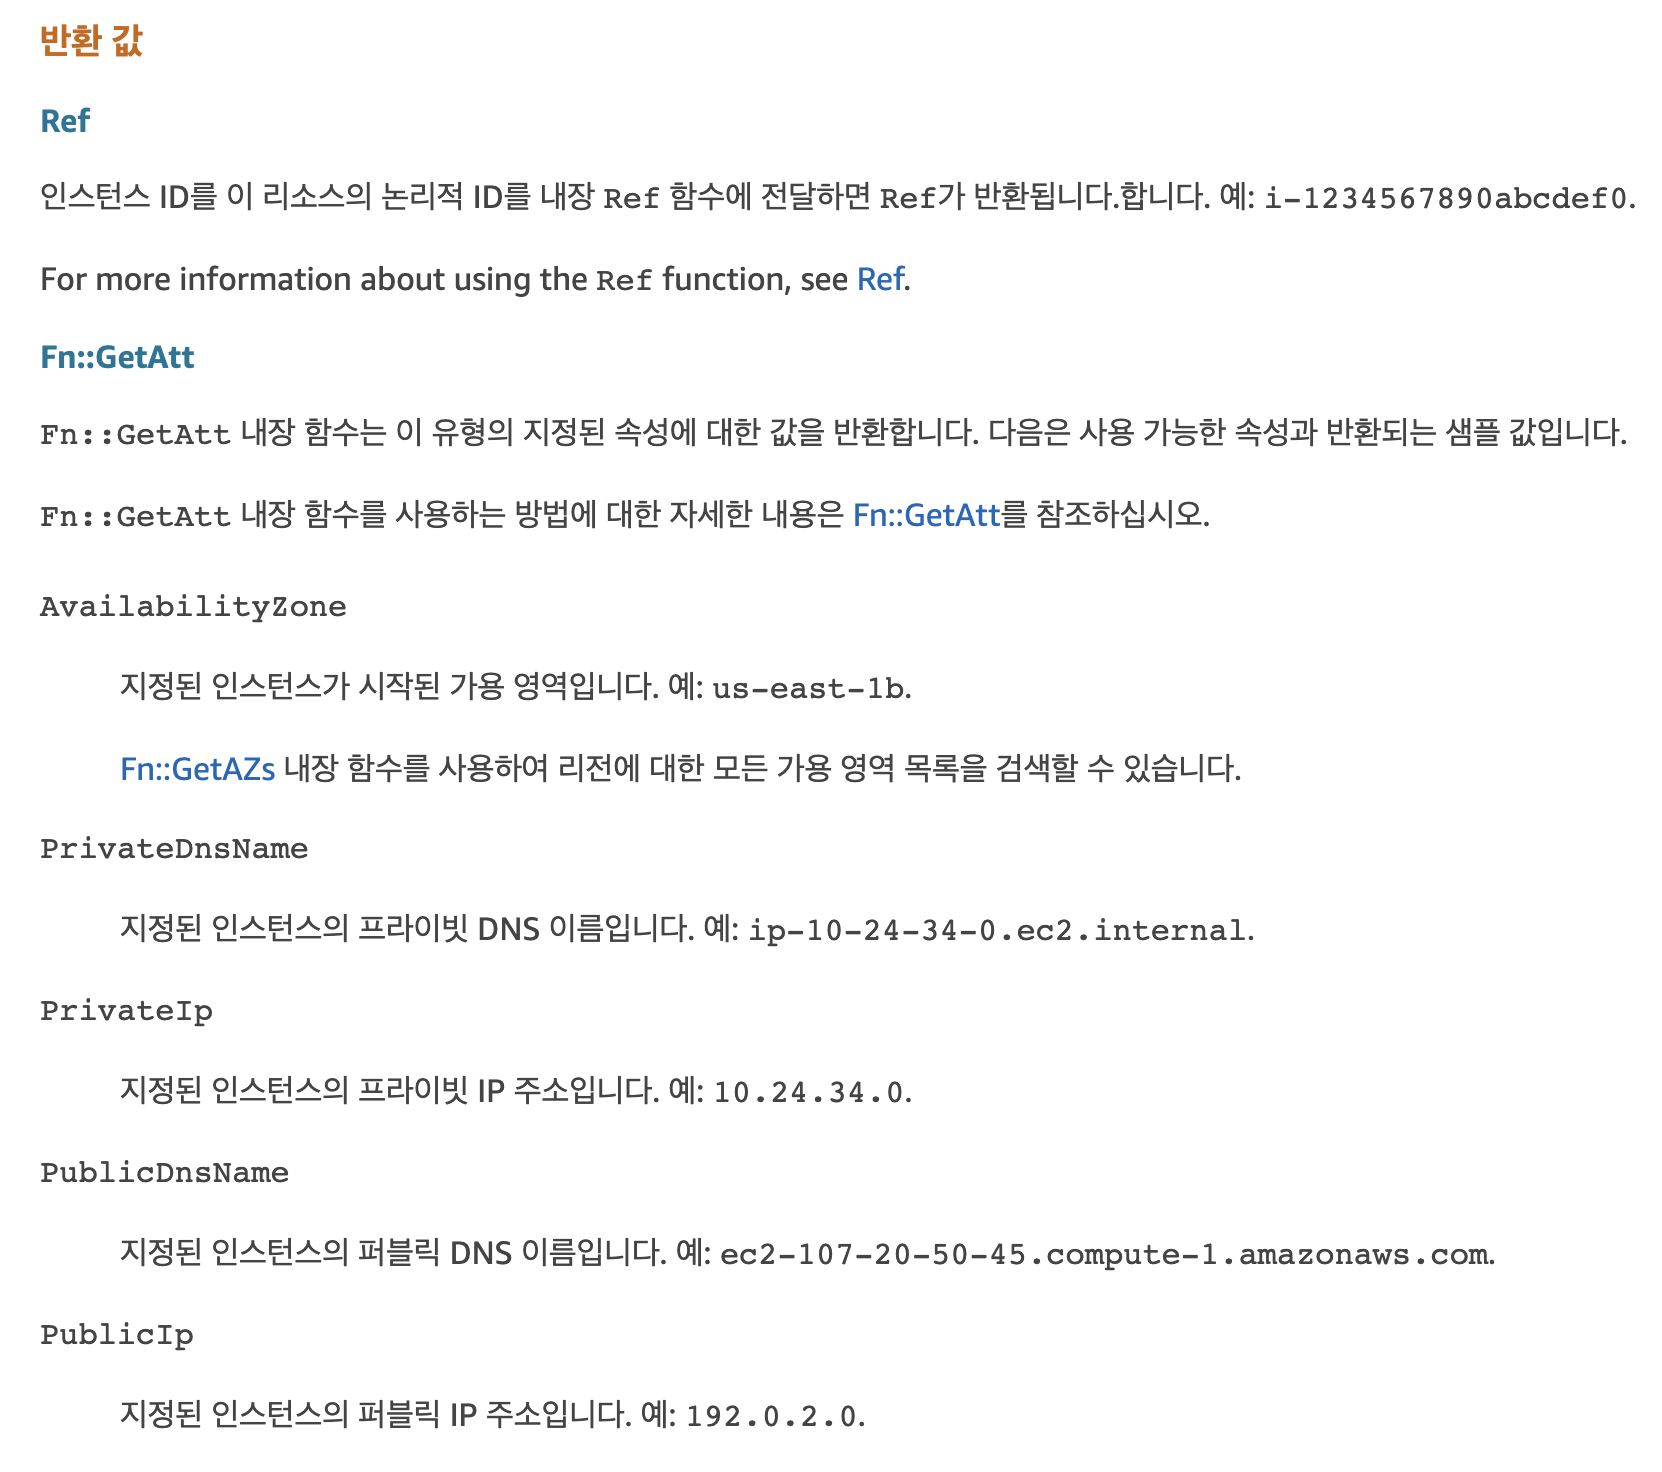 반환 값
Ref
인스턴스 ID를 이 리소스의 논리적 ID를 내장 Ref 함수에 전달하면 Ref가 반환됩니다.합니다. 예: i-1234567890abcdef0.
For more information about using the Ref function, see Ref.
Fn::GetAtt
Fn::GetAtt 내장 함수는 이 유형의 지정된 속성에 대한 값을 반환합니다. 다음은 사용 가능한 속성과 반환되는 샘플 값입니다.
Fn::GetAtt 내장 함수를 사용하는 방법에 대한 자세한 내용은 Fn::GetAtt를 참조하십시오.
AvailabilityZone
지정된 인스턴스가 시작된 가용 영역입니다. 예: us-east-1b.
Fn::GetAZs 내장 함수를 사용하여 리전에 대한 모든 가용 영역 목록을 검색할 수 있습니다.
PrivateDnsName
지정된 인스턴스의 프라이빗 DNS 이름입니다. 예: ip-10-24-34-0.ec2.internal.
PrivateIp
지정된 인스턴스의 프라이빗 IP 주소입니다. 예: 10.24.34.0.
PublicDnsName
지정된 인스턴스의 퍼블릭 DNS 이름입니다. 예: ec2-107-20-50-45.compute-1.amazonaws.com.
PublicIp
지정된 인스턴스의 퍼블릭 IP 주소입니다. 예: 192.0.2.0.